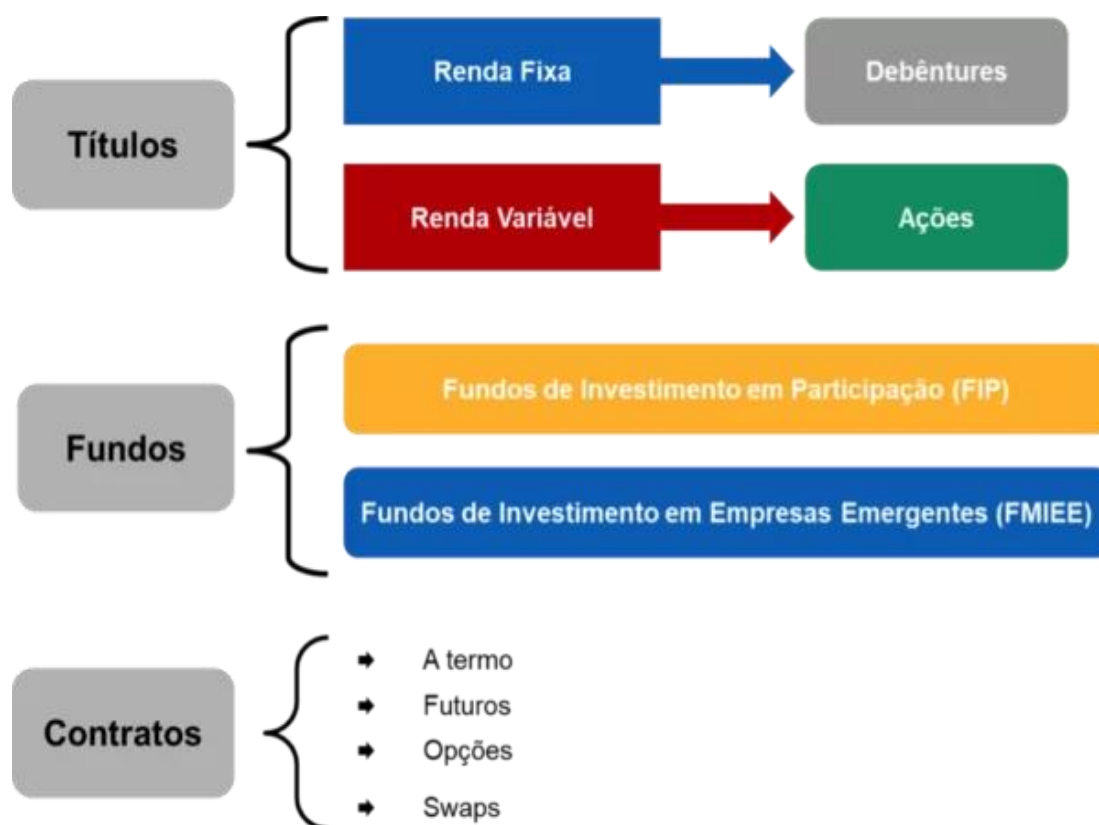 Títulos
Renda Fixa
Debêntures
Renda Variável
Ações
Fundos
Fundos de Investimento em Participação (FIP)
Fundos de Investimento em Empresas Emergentes (FMIEE)
Contratos
A termo
Futuros
Opções
Swaps